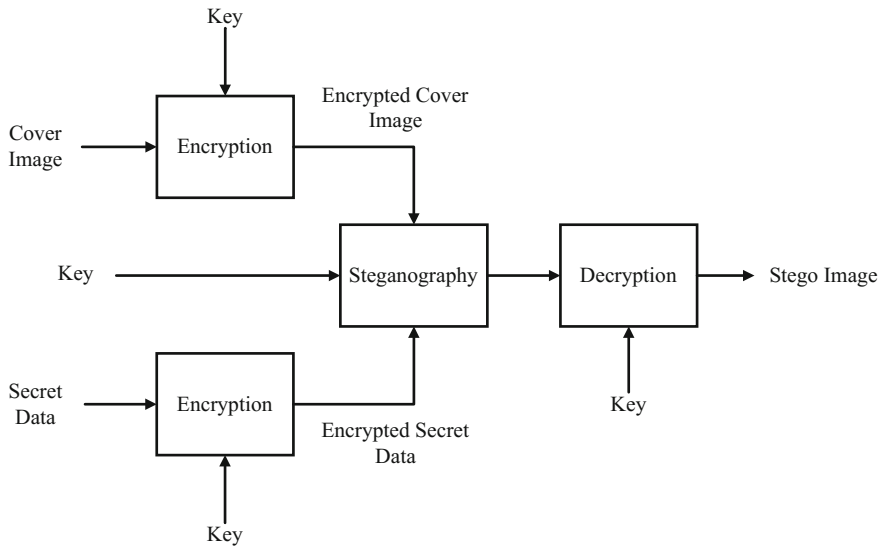 Key
Encrypted Cover
Image
Cover
Image
Encryption
Key
Steganography
Decryption
Stego Image
Secret
Data
Encryption
Key
Encrypted Secret
Data
Key